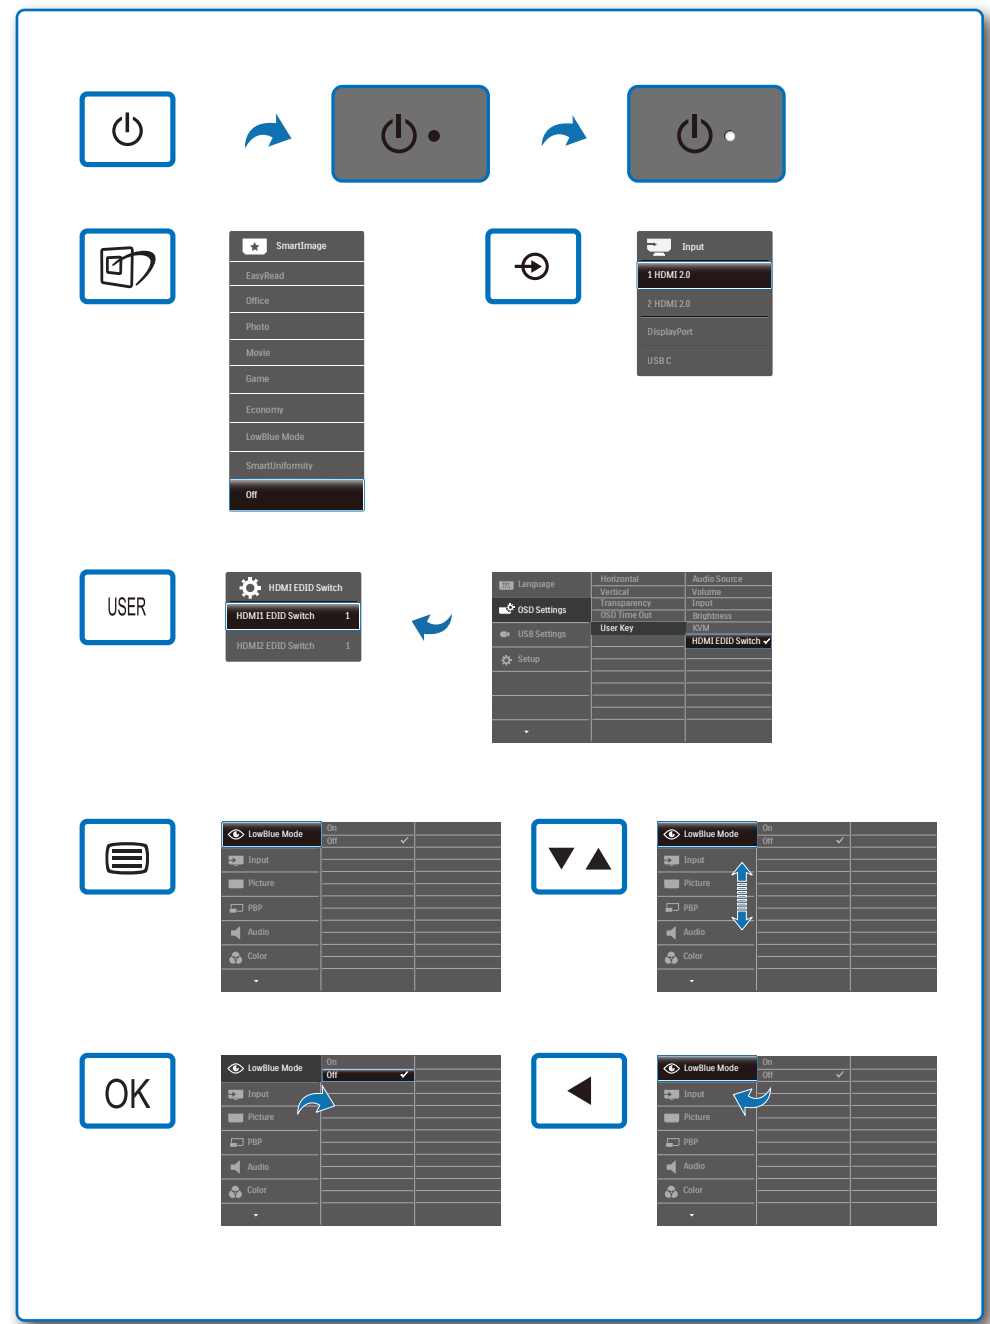 SmartImage
EasyRead
Office
Photo
Movie
Game
Economy
LowBlue Mode
SmartUniformity
Off
Input
1 HDMI 2.0
2 HDMI 2.0
DisplayPort
USB C
USER
HDMI EDID Switch
HDMI1 EDID Switch 1
HDMI2 EDID Switch 1
Language
OSD Settings
USB Settings
Setup
Horizontal
Vertical
Transparency
OSD Time Out
User Key
Audio Source
Volume
Input
Brightness
KVM
HDMI EDID Switch
LowBlue Mode
Input
Picture
PBP
Audio
Color
On
Off
LowBlue Mode
Input
Picture
PBP
Audio
Color
On
Off
OK
LowBlue Mode
Input
Picture
PBP
Audio
Color
On
Off
LowBlue Mode
Input
Picture
PBP
Audio
Color
On
Off